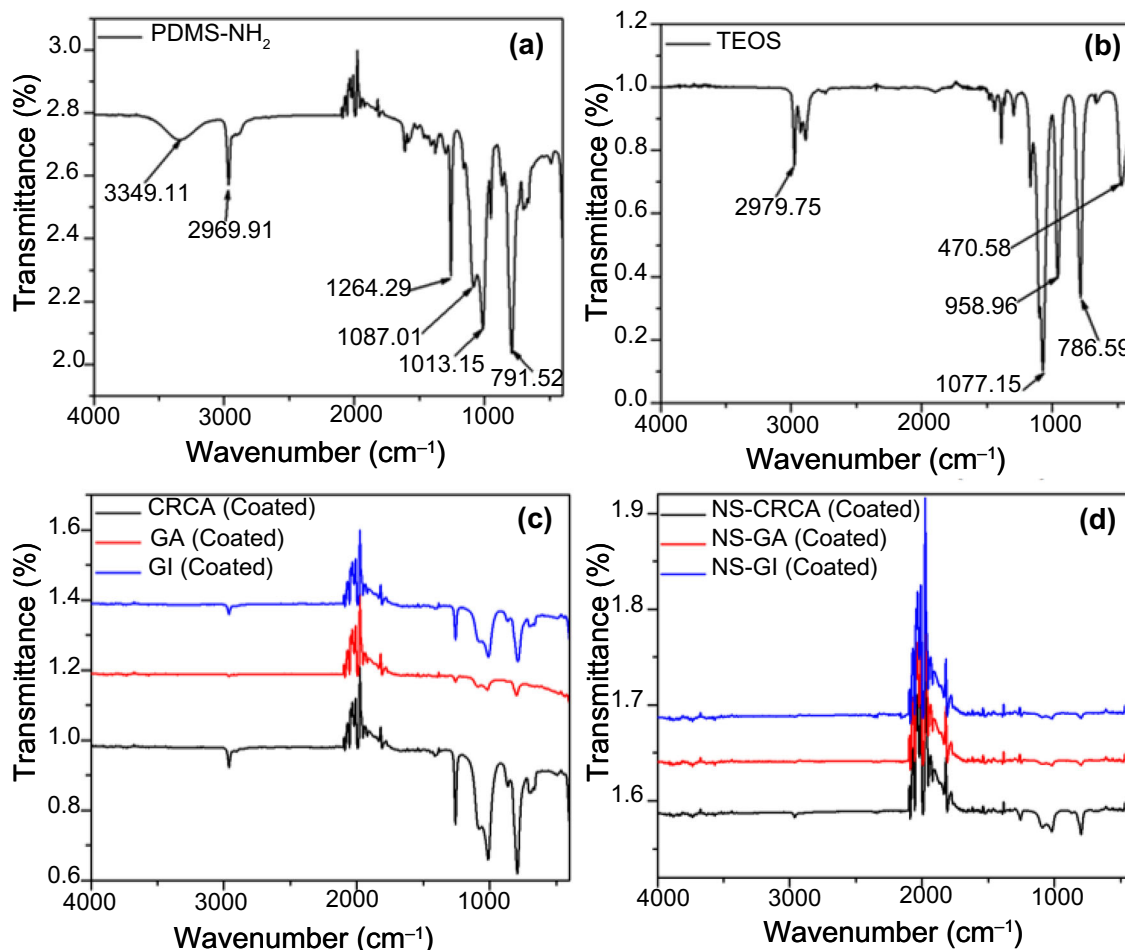 PDMS-NH₂
(a)
3.0
2.8
2.6
2.4
2.2
2.0
Transmittance (%)
3349.11
2969.91
1264.29
1087.01
1013.15
791.52
4000 3000 2000 1000
Wavenumber (cm⁻¹)
TEOS
(b)
1.2
1.0
0.8
0.6
0.4
0.2
0.0
Transmittance (%)
2979.75
470.58
958.96
786.59
1077.15
4000 3000 2000 1000
Wavenumber (cm⁻¹)
CRCA (Coated)
GA (Coated)
GI (Coated)
(c)
1.6
1.4
1.2
1.0
0.8
0.6
Transmittance (%)
4000 3000 2000 1000
Wavenumber (cm⁻¹)
NS-CRCA (Coated)
NS-GA (Coated)
NS-GI (Coated)
(d)
1.9
1.8
1.7
1.6
Transmittance (%)
4000 3000 2000 1000
Wavenumber (cm⁻¹)